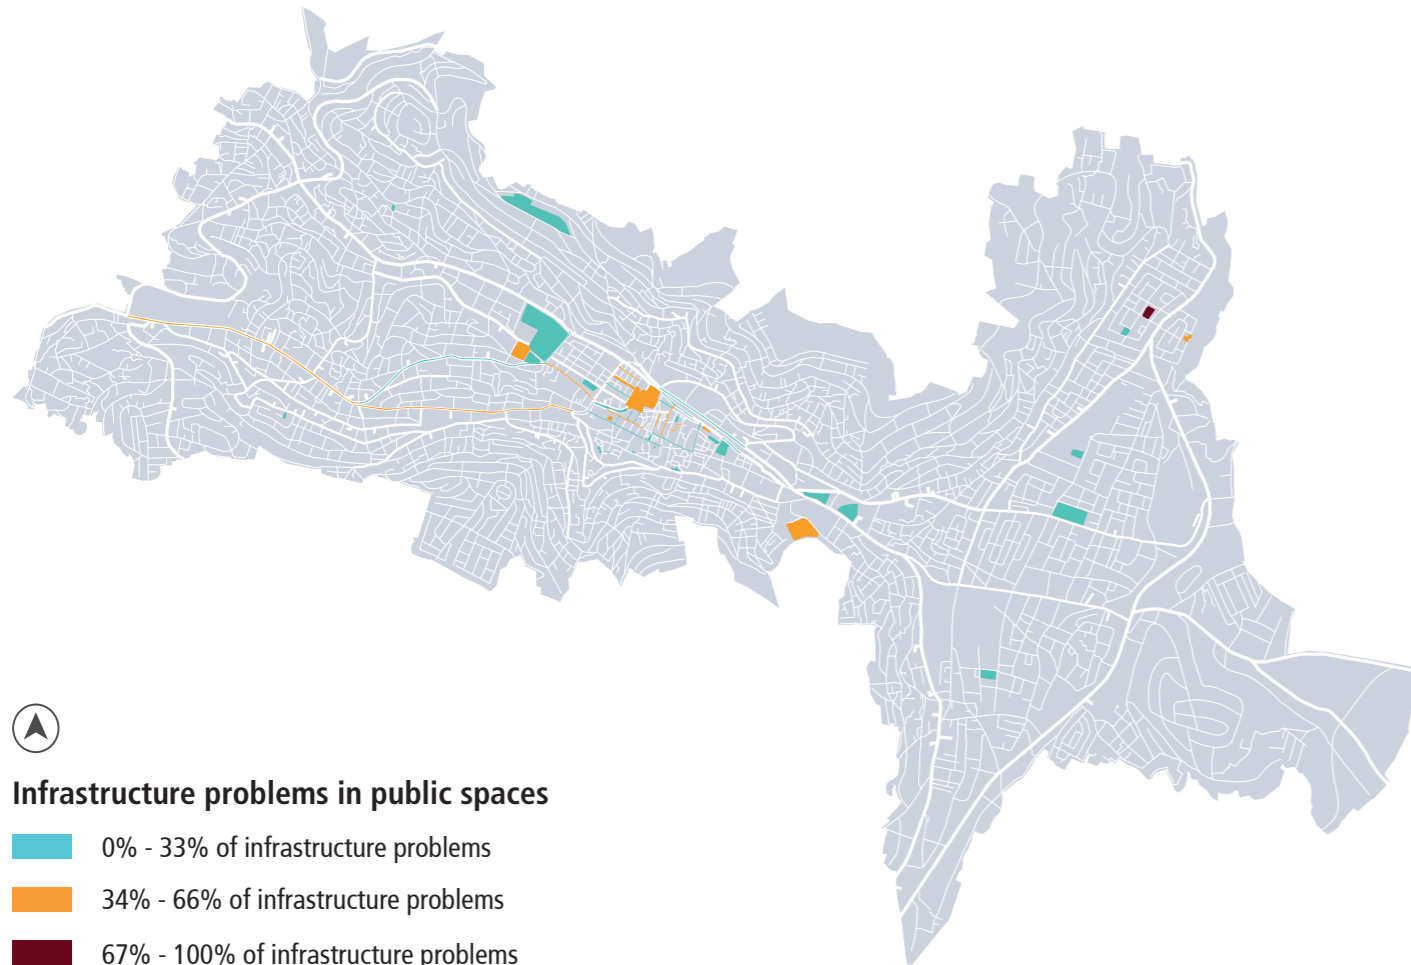 Infrastructure problems in public spaces
0% - 33% of infrastructure problems
34% - 66% of infrastructure problems
67% - 100% of infrastructure problems